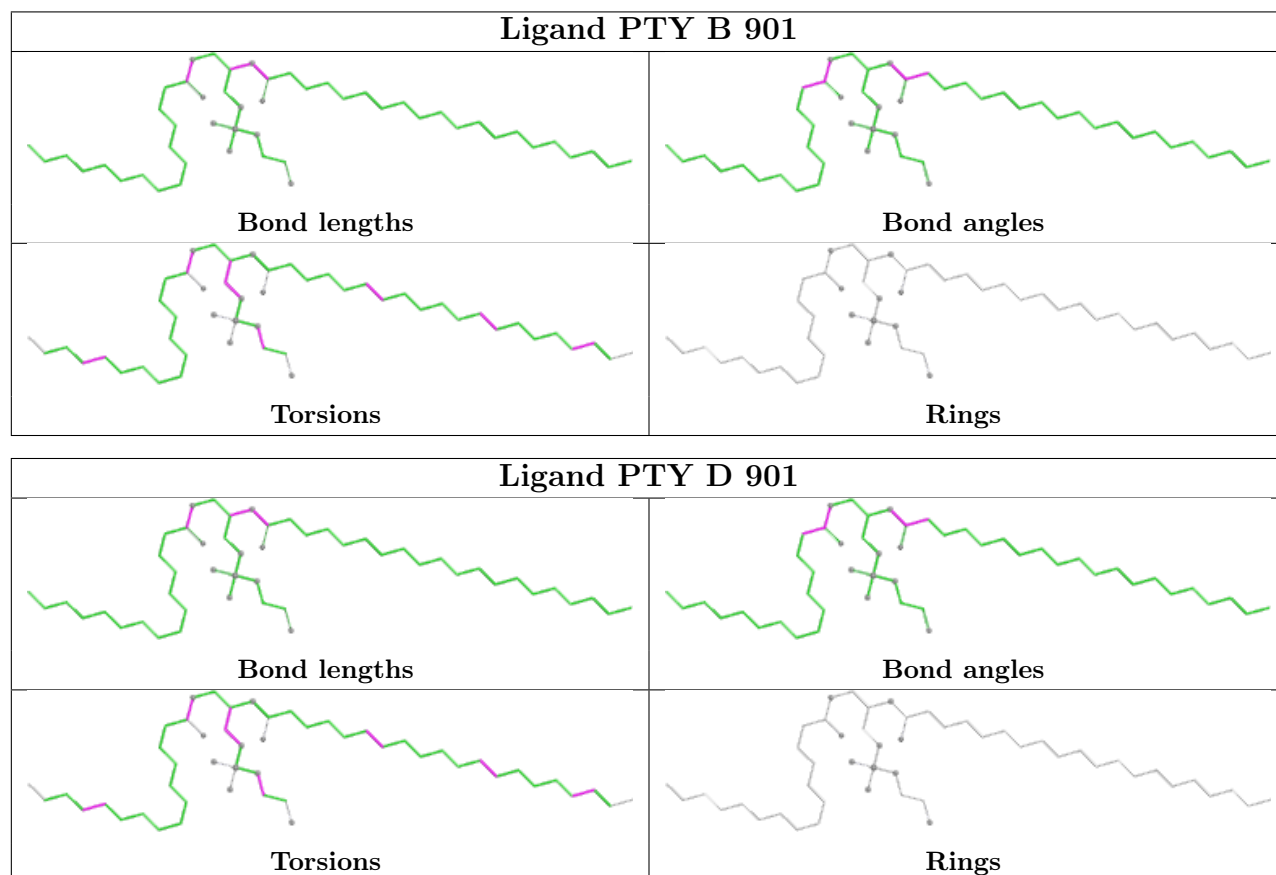 Ligand PTY B 901
Bond lengths
Bond angles
Torsions
Rings
Ligand PTY D 901
Bond lengths
Bond angles
Torsions
Rings